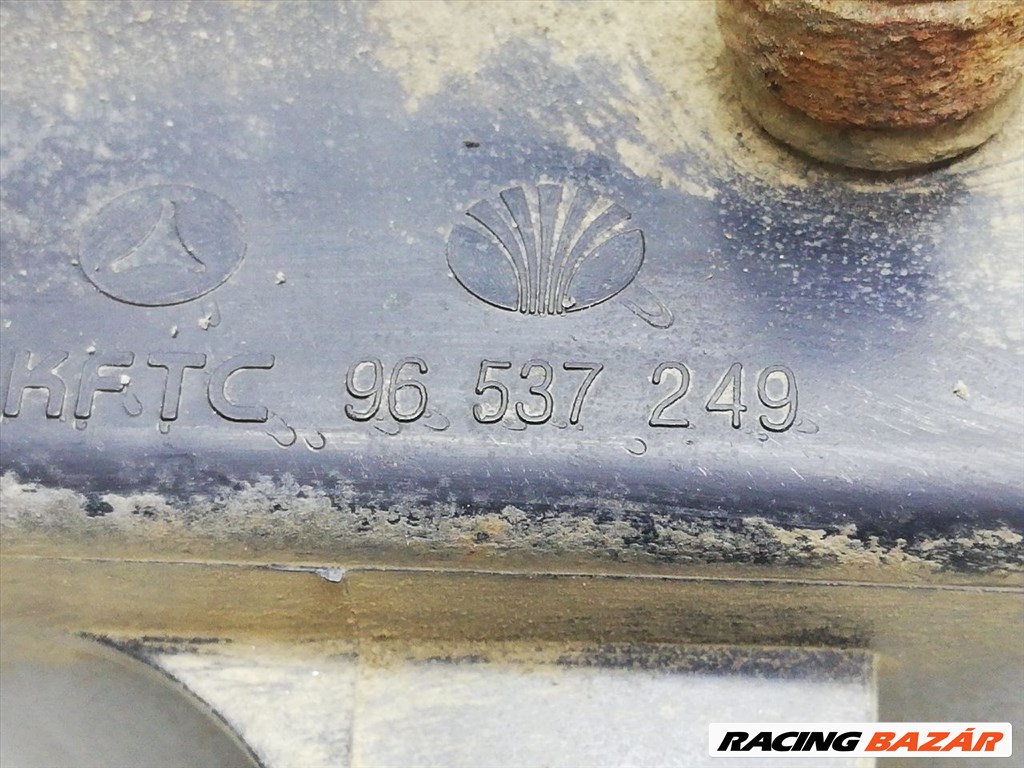 KFTC 96 537 249
RACING BAZÁR